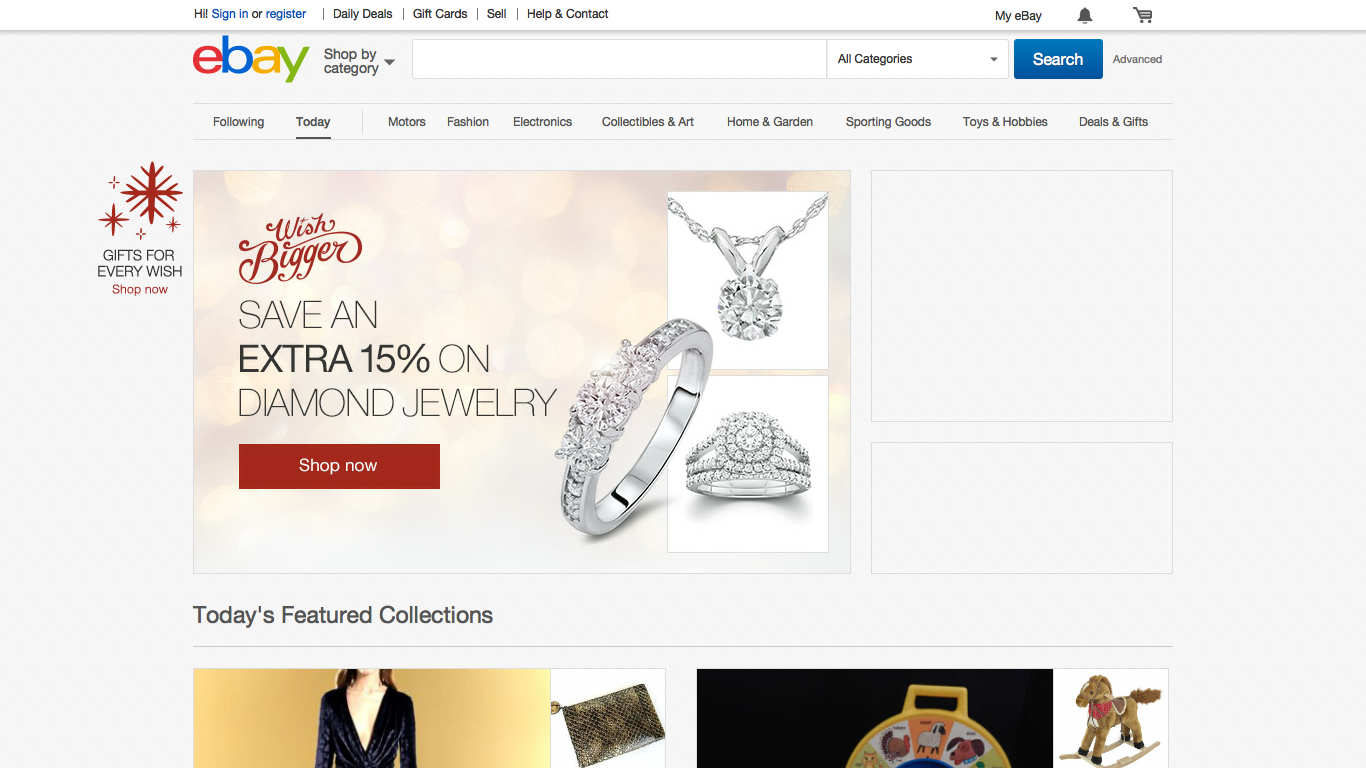 Hi! Sign in or register | Daily Deals | Gift Cards | Sell | Help & Contact My eBay
ebay Shop by category All Categories Search Advanced
Following Today Motors Fashion Electronics Collectibles & Art Home & Garden Sporting Goods Toys & Hobbies Deals & Gifts
GIFTS FOR
EVERY WISH
Shop now
Wish
Bigger
SAVE AN
EXTRA 15% ON
DIAMOND JEWELRY
Shop now
Today's Featured Collections